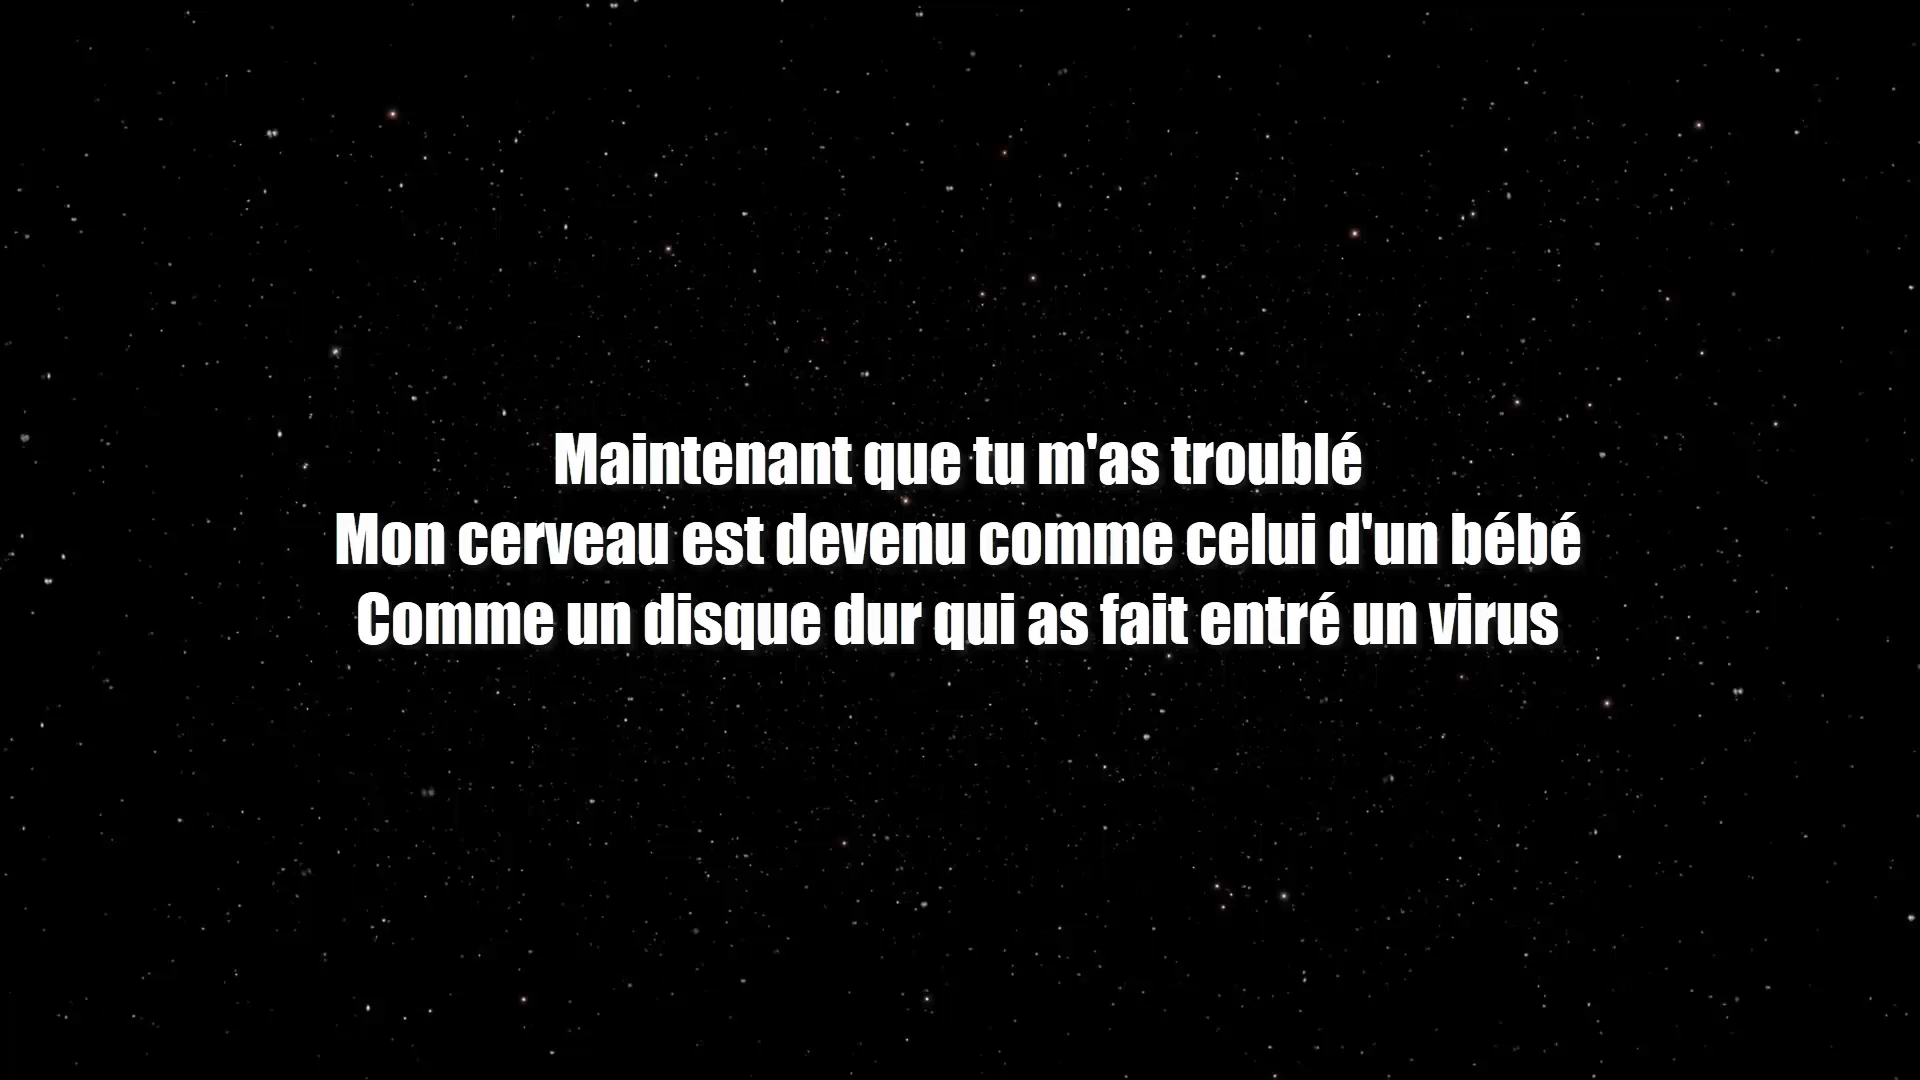 Maintenant que tu m'as troublé
Mon cerveau est devenu comme celui d'un bébé
Comme un disque dur qui as fait entré un virus